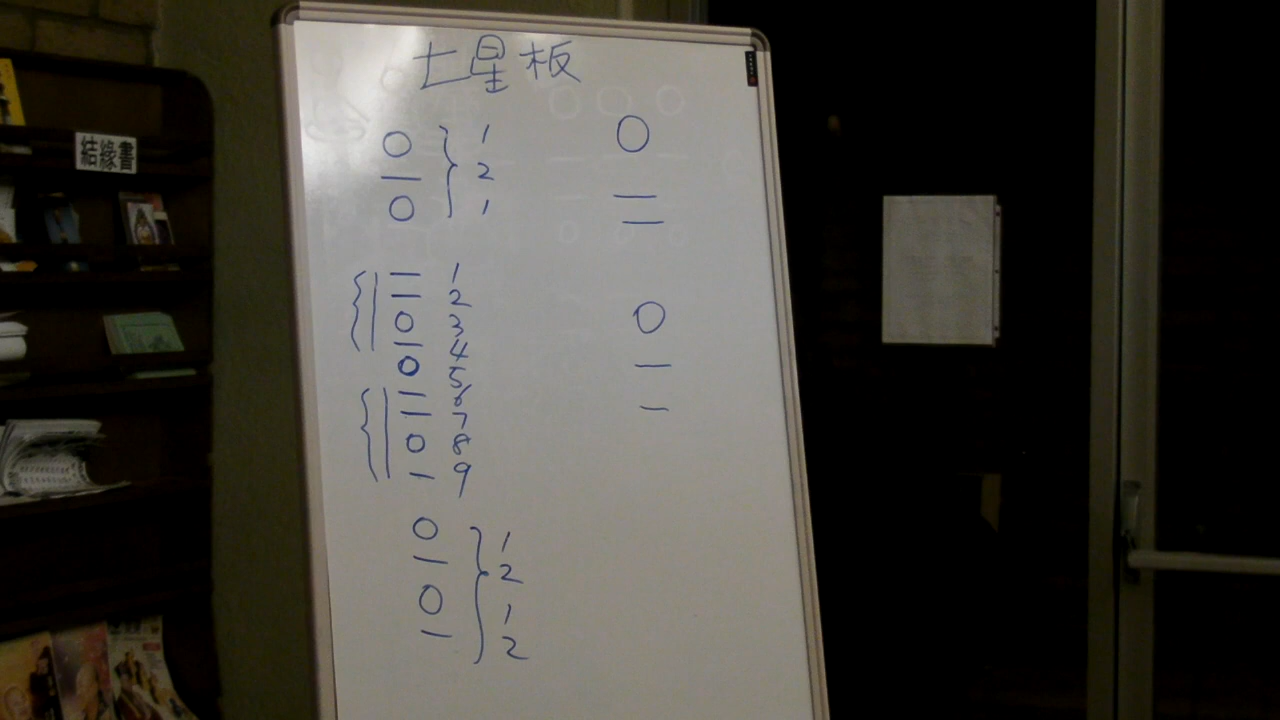 七星板
結緣書
○ 1 ○
— 2 —
○ 1 —
— 1
— 2
○ 3 ○
— 4
○ 5 —
— 6
— 7 —
○ 8
— 9
○ 1
— 2
○ 1
— 2